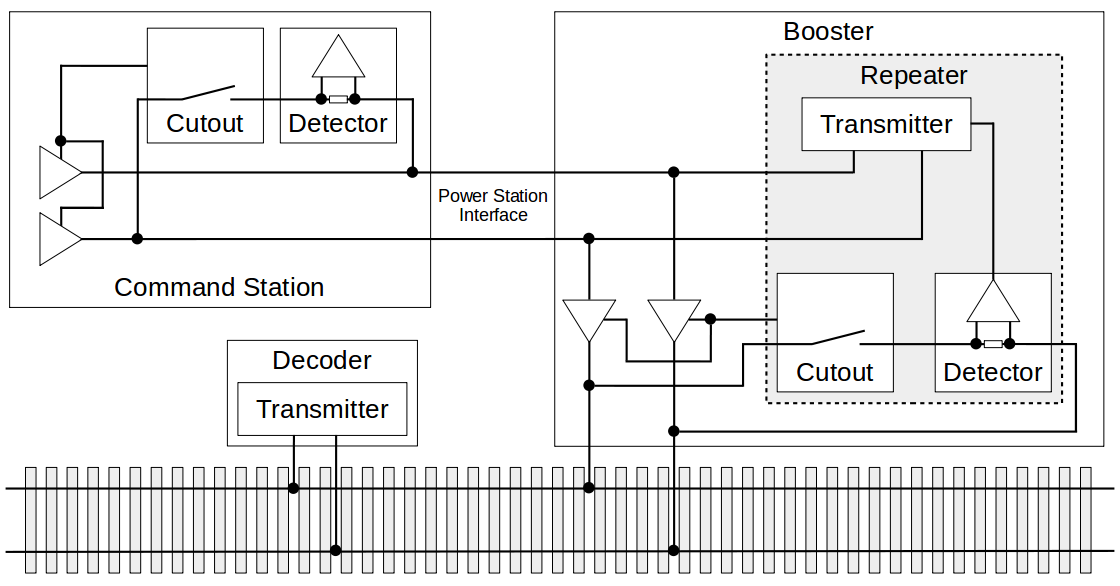 Booster
Repeater
Transmitter
Cutout
Detector
Power Station
Interface
Command Station
Decoder
Transmitter
Cutout
Detector